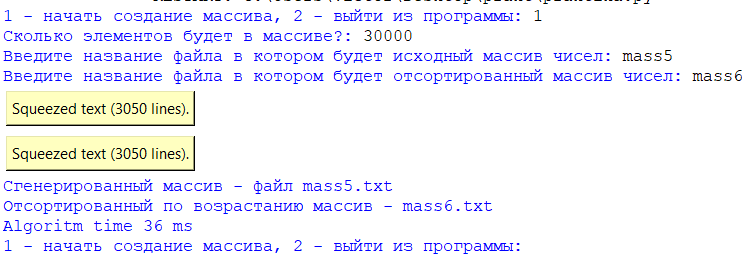 1 - начать создание массива, 2 - выйти из программы: 1
Сколько элементов будет в массиве?: 30000
Введите название файла в котором будет исходный массив чисел: mass5
Введите название файла в котором будет отсортированный массив чисел: mass6
Squeezed text (3050 lines).
Squeezed text (3050 lines).
Сгенерированный массив - файл mass5.txt
Отсортированный по возрастанию массив - mass6.txt
Algoritm time 36 ms
1 - начать создание массива, 2 - выйти из программы: